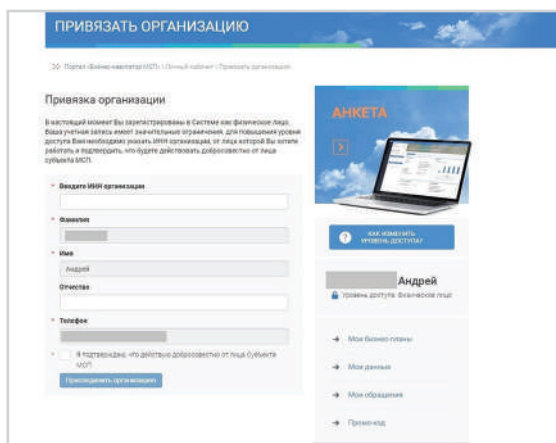 ПРИВЯЗАТЬ ОРГАНИЗАЦИЮ
Портал «Бизнес-навигатор МСП» \ Личный кабинет \ Привязать организацию
Привязка организации
В настоящий момент Вы зарегистрированы в Системе как физическое лицо.
Ваша учетная запись имеет значительные ограничения, для повышения уровня
доступа Вам необходимо указать ИНН организации, от лица которой Вы хотите
работать и подтвердить, что будете действовать добросовестно от лица
субъекта МСП.
* Введите ИНН организации
* Фамилия
* Имя
Андрей
Отчество
* Телефон
* Я подтверждаю, что действую добросовестно от лица Субъекта
МСП
Присоединить организацию
АНКЕТА
? КАК ИЗМЕНИТЬ
УРОВЕНЬ ДОСТУПА?
Андрей
Уровень доступа: Физическое лицо
Мои бизнес-планы
Мои данные
Мои обращения
Промо-код